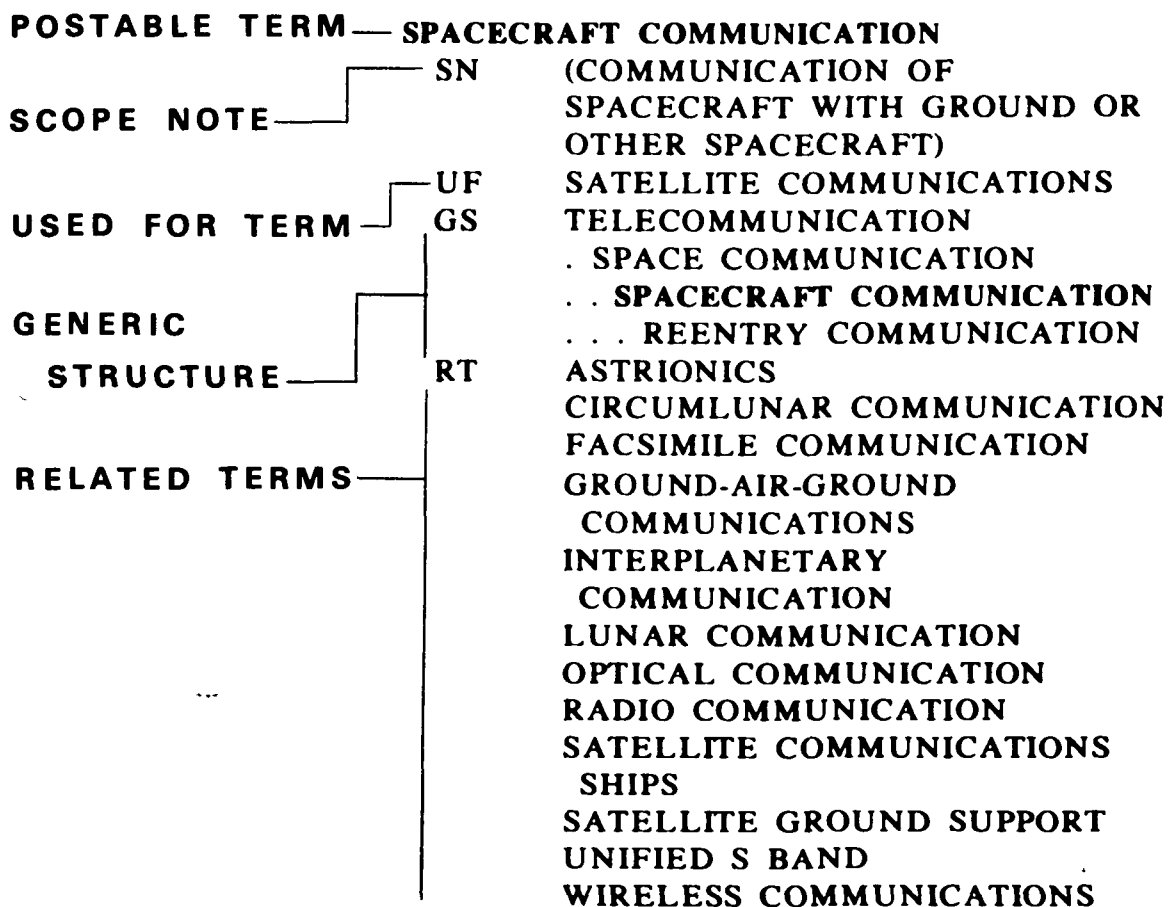 POSTABLE TERM — SPACECRAFT COMMUNICATION
SN (COMMUNICATION OF
SCOPE NOTE SPACECRAFT WITH GROUND OR
OTHER SPACECRAFT)
UF SATELLITE COMMUNICATIONS
USED FOR TERM GS TELECOMMUNICATION
. SPACE COMMUNICATION
. . SPACECRAFT COMMUNICATION
GENERIC . . . REENTRY COMMUNICATION
STRUCTURE RT ASTRIONICS
CIRCUMLUNAR COMMUNICATION
FACSIMILE COMMUNICATION
RELATED TERMS GROUND-AIR-GROUND
COMMUNICATIONS
INTERPLANETARY
COMMUNICATION
LUNAR COMMUNICATION
OPTICAL COMMUNICATION
RADIO COMMUNICATION
SATELLITE COMMUNICATIONS
SHIPS
SATELLITE GROUND SUPPORT
UNIFIED S BAND
WIRELESS COMMUNICATIONS